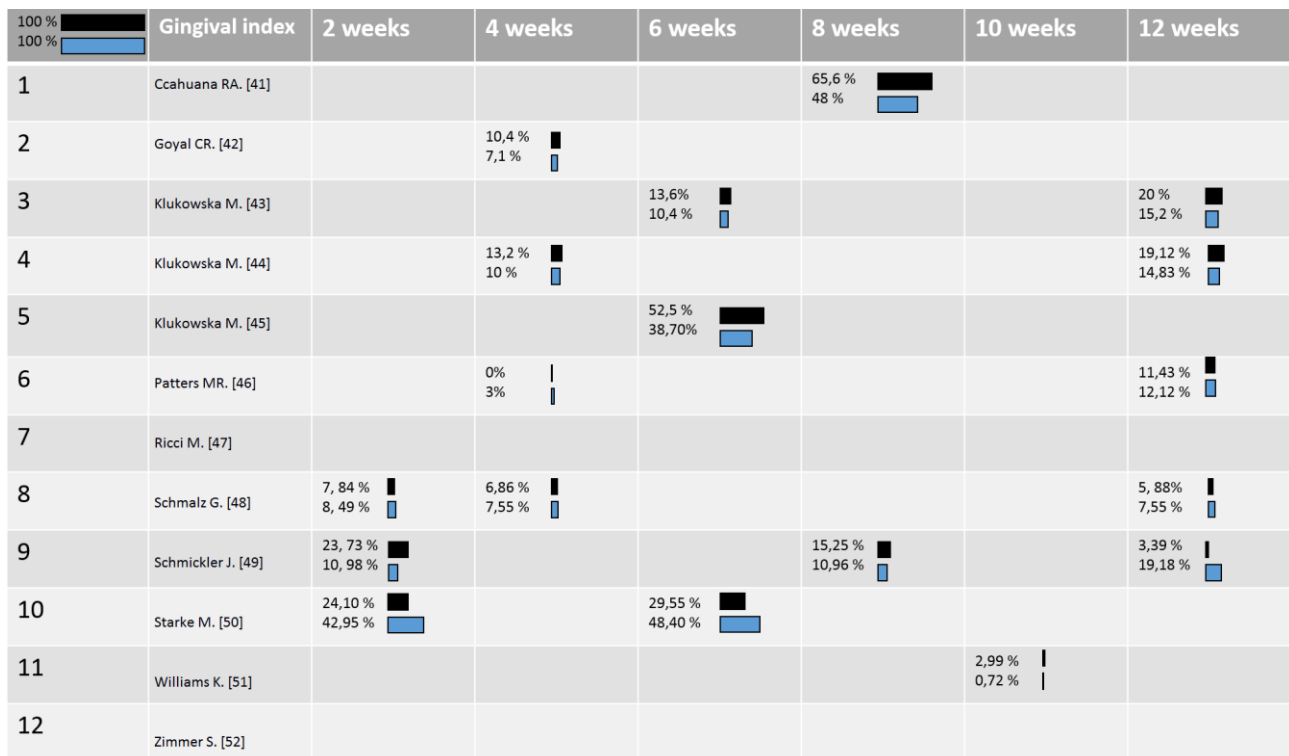 100 %
100 %
Gingival index 2 weeks 4 weeks 6 weeks 8 weeks 10 weeks 12 weeks
1 Ccahuana RA. [41]
65,6 %
48 %
2 Goyal CR. [42]
10,4 %
7,1 %
3 Klukowska M. [43]
13,6% 20 %
10,4 % 15,2 %
4 Klukowska M. [44]
13,2 % 19,12 %
10 % 14,83 %
5 Klukowska M. [45]
52,5 %
38,70%
6 Patters MR. [46]
0% 11,43 %
3% 12,12 %
7 Ricci M. [47]
8 Schmalz G. [48]
7, 84 % 6,86 % 5, 88%
8, 49 % 7,55 % 7,55 %
9 Schmickler J. [49]
23, 73 % 15,25 % 3,39 %
10, 98 % 10,96 % 19,18 %
10 Starke M. [50]
24,10 % 29,55 %
42,95 % 48,40 %
11 Williams K. [51]
2,99 %
0,72 %
12 Zimmer S. [52]